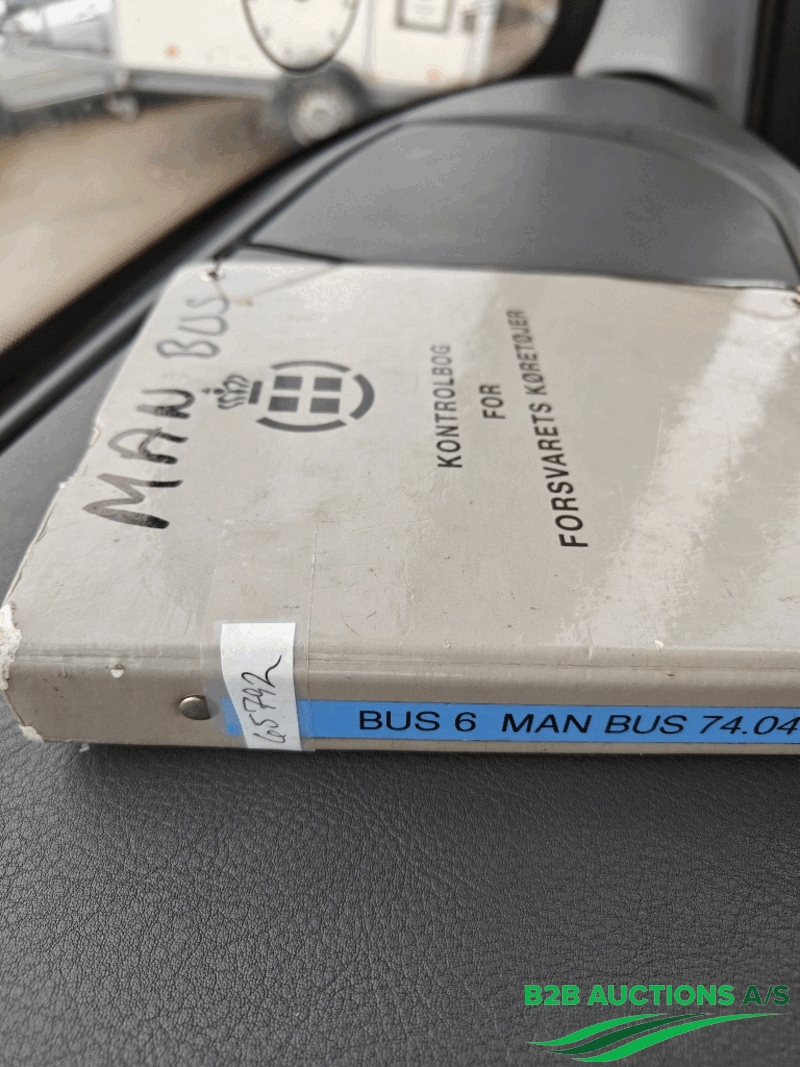 MAN BUS
KONTROLBOG
FOR
FORSVARETS KØRETØJER
65792
BUS 6 MAN BUS 74.04
B2B AUCTIONS A/S